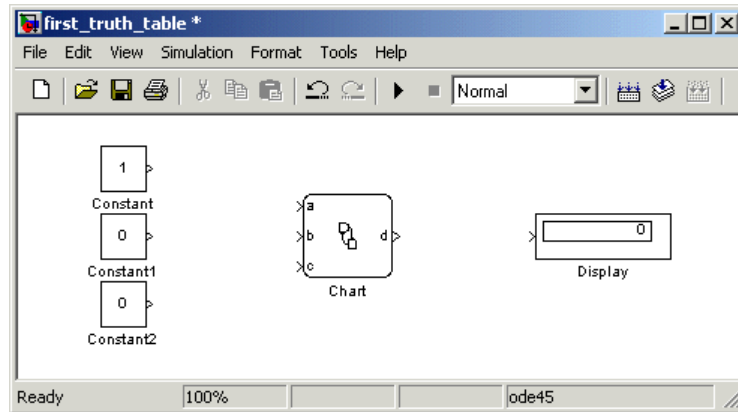 first_truth_table *
File Edit View Simulation Format Tools Help
Normal
1
Constant
0
Constant1
0
Constant2
a
b
c
d
Chart
0
Display
Ready 100% ode45